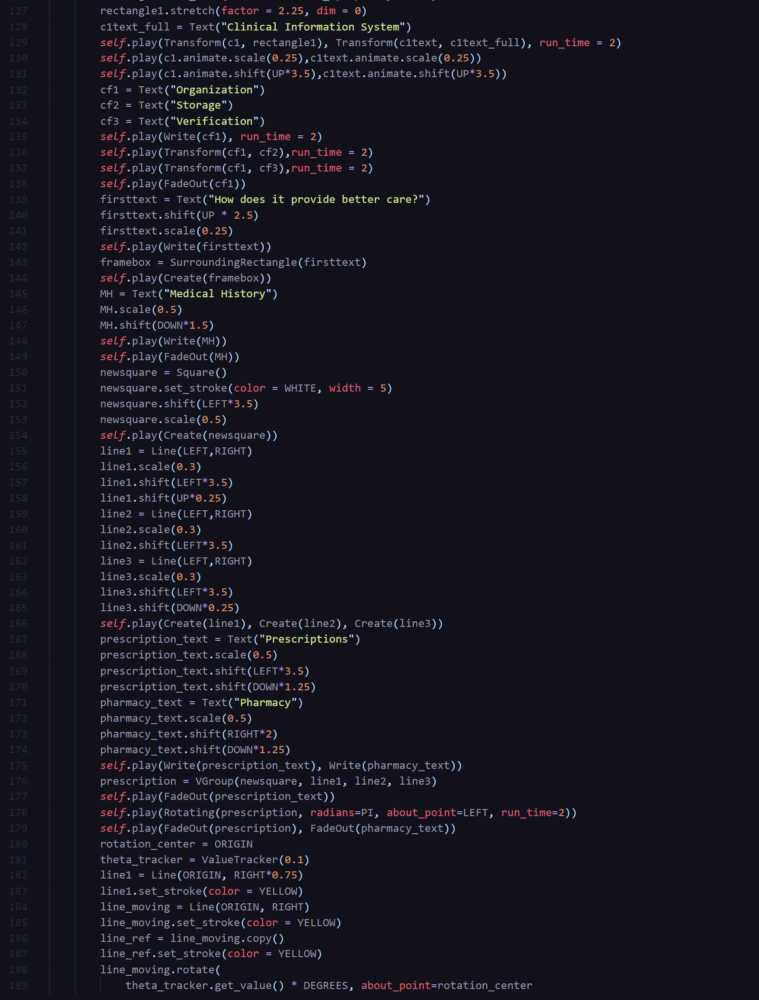 127 rectangle1.stretch(factor = 2.25, dim = 0)
128 c1text_full = Text("Clinical Information System")
129 self.play(Transform(c1, rectangle1), Transform(c1text, c1text_full), run_time = 2)
130 self.play(c1.animate.scale(0.25),c1text.animate.scale(0.25))
131 self.play(c1.animate.shift(UP*3.5),c1text.animate.shift(UP*3.5))
132 cf1 = Text("Organization")
133 cf2 = Text("Storage")
134 cf3 = Text("Verification")
135 self.play(Write(cf1), run_time = 2)
136 self.play(Transform(cf1, cf2),run_time = 2)
137 self.play(Transform(cf1, cf3),run_time = 2)
138 self.play(FadeOut(cf1))
139 firsttext = Text("How does it provide better care?")
140 firsttext.shift(UP * 2.5)
141 firsttext.scale(0.25)
142 self.play(Write(firsttext))
143 framebox = SurroundingRectangle(firsttext)
144 self.play(Create(framebox))
145 MH = Text("Medical History")
146 MH.scale(0.5)
147 MH.shift(DOWN*1.5)
148 self.play(Write(MH))
149 self.play(FadeOut(MH))
150 newsquare = Square()
151 newsquare.set_stroke(color = WHITE, width = 5)
152 newsquare.shift(LEFT*3.5)
153 newsquare.scale(0.5)
154 self.play(Create(newsquare))
155 line1 = Line(LEFT,RIGHT)
156 line1.scale(0.3)
157 line1.shift(LEFT*3.5)
158 line1.shift(UP*0.25)
159 line2 = Line(LEFT,RIGHT)
160 line2.scale(0.3)
161 line2.shift(LEFT*3.5)
162 line3 = Line(LEFT,RIGHT)
163 line3.scale(0.3)
164 line3.shift(LEFT*3.5)
165 line3.shift(DOWN*0.25)
166 self.play(Create(line1), Create(line2), Create(line3))
167 prescription_text = Text("Prescriptions")
168 prescription_text.scale(0.5)
169 prescription_text.shift(LEFT*3.5)
170 prescription_text.shift(DOWN*1.25)
171 pharmacy_text = Text("Pharmacy")
172 pharmacy_text.scale(0.5)
173 pharmacy_text.shift(RIGHT*2)
174 pharmacy_text.shift(DOWN*1.25)
175 self.play(Write(prescription_text), Write(pharmacy_text))
176 prescription = VGroup(newsquare, line1, line2, line3)
177 self.play(FadeOut(prescription_text))
178 self.play(Rotating(prescription, radians=PI, about_point=LEFT, run_time=2))
179 self.play(FadeOut(prescription), FadeOut(pharmacy_text))
180 rotation_center = ORIGIN
181 theta_tracker = ValueTracker(0.1)
182 line1 = Line(ORIGIN, RIGHT*0.75)
183 line1.set_stroke(color = YELLOW)
184 line_moving = Line(ORIGIN, RIGHT)
185 line_moving.set_stroke(color = YELLOW)
186 line_ref = line_moving.copy()
187 line_ref.set_stroke(color = YELLOW)
188 line_moving.rotate(
189 theta_tracker.get_value() * DEGREES, about_point=rotation_center